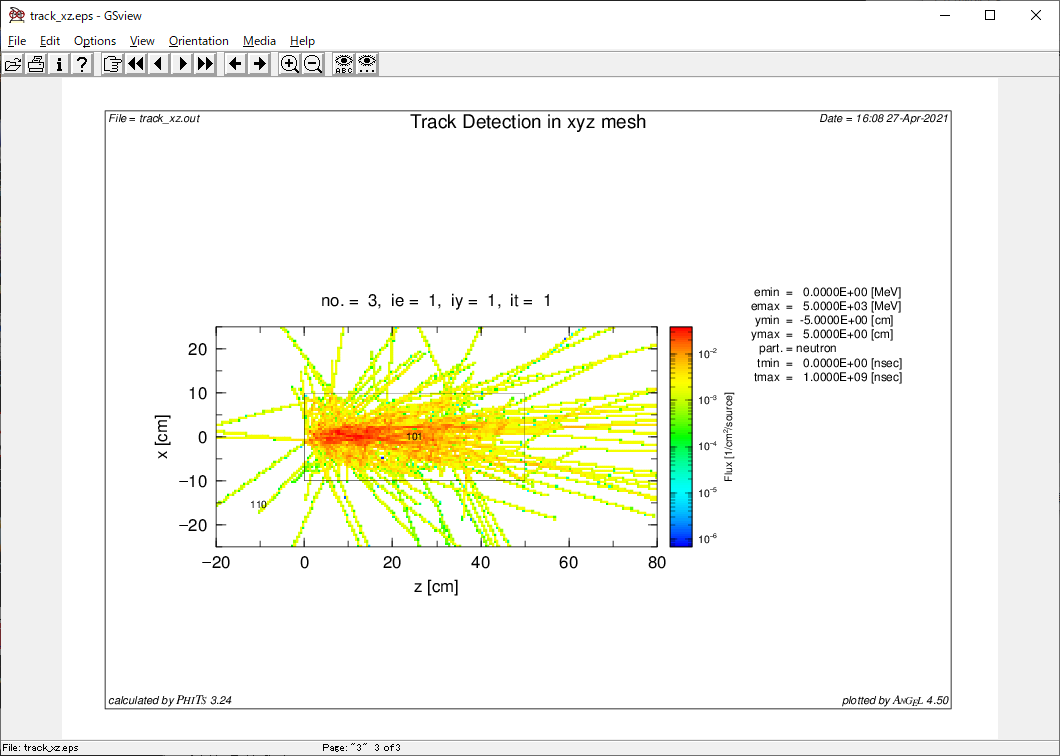 track_xz.eps - GSview
File Edit Options View Orientation Media Help
ABC
File = track_xz.out
Track Detection in xyz mesh
Date = 16:08 27-Apr-2021
no. = 3, ie = 1, iy = 1, it = 1
emin = 0.0000E+00 [MeV]
emax = 5.0000E+03 [MeV]
ymin = -5.0000E+00 [cm]
ymax = 5.0000E+00 [cm]
part. = neutron
tmin = 0.0000E+00 [nsec]
tmax = 1.0000E+09 [nsec]
x [cm]
20
10
0
−10
−20
101
110
−20 0 20 40 60 80
z [cm]
10-2
10-3
10-4
10-5
10-6
Flux [1/cm2/source]
calculated by PHITS 3.24
plotted by ANGEL 4.50
File: track_xz.eps
Page: "3" 3 of 3